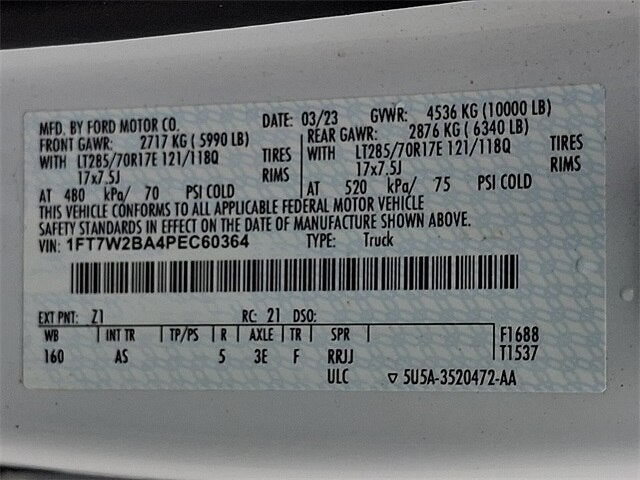 MFD. BY FORD MOTOR CO. DATE: 03/23 GVWR: 4536 KG (10000 LB)
FRONT GAWR: 2717 KG ( 5990 LB) REAR GAWR: 2876 KG ( 6340 LB)
WITH LT285/70R17E 121/118Q TIRES WITH LT285/70R17E 121/118Q TIRES
17x7.5J RIMS 17x7.5J RIMS
AT 480 kPa/ 70 PSI COLD AT 520 kPa/ 75 PSI COLD
THIS VEHICLE CONFORMS TO ALL APPLICABLE FEDERAL MOTOR VEHICLE
SAFETY STANDARDS IN EFFECT ON THE DATE OF MANUFACTURE SHOWN ABOVE.
VIN: 1FT7W2BA4PEC60364 TYPE: Truck
EXT PNT: Z1 RC: 21 DSO:
WB INT TR TP/PS R AXLE TR SPR F1688
160 AS 5 3E F RRJJ T1537
ULC ▽ 5U5A-3520472-AA